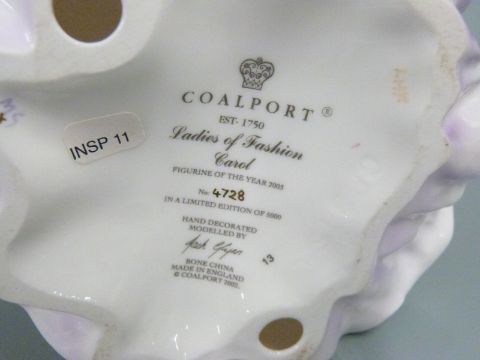 COALPORT ®
EST. 1750
Ladies of Fashion
Carol
FIGURINE OF THE YEAR 2003
No. 4728
IN A LIMITED EDITION OF 5000
HAND DECORATED
MODELLED BY
BONE CHINA
MADE IN ENGLAND
© COALPORT 2002.
13
INSP 11
MS